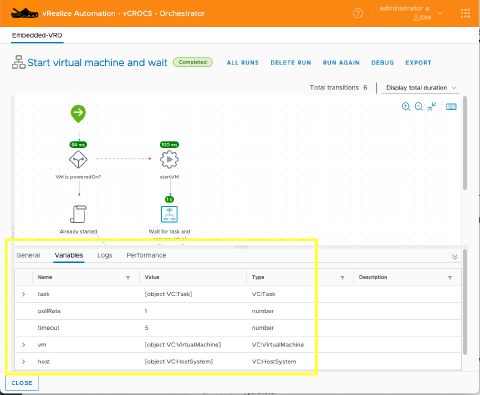 vRealize Automation - vCROCS - Orchestrator
administrator a..
JOM
Embedded-VRO
Start virtual machine and wait
Completed
ALL RUNS
DELETE RUN
RUN AGAIN
DEBUG
EXPORT
Total transitions 6
Display total duration
94 ms
100 ms
VM is poweredOn?
startVM
1 s
Already started
Wait for task and
General Variables Logs Performance
Name Value Type Description
task [object VC:Task] VC:Task
pollRate 1 number
timeout 5 number
vm [object VC:VirtualMachine] VC:VirtualMachine
host [object VC:HostSystem] VC:HostSystem
CLOSE